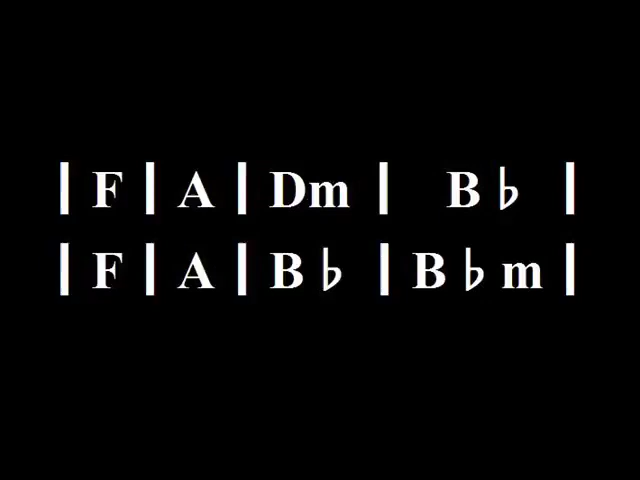 | F | A | Dm | B♭ |
| F | A | B♭ | B♭m |